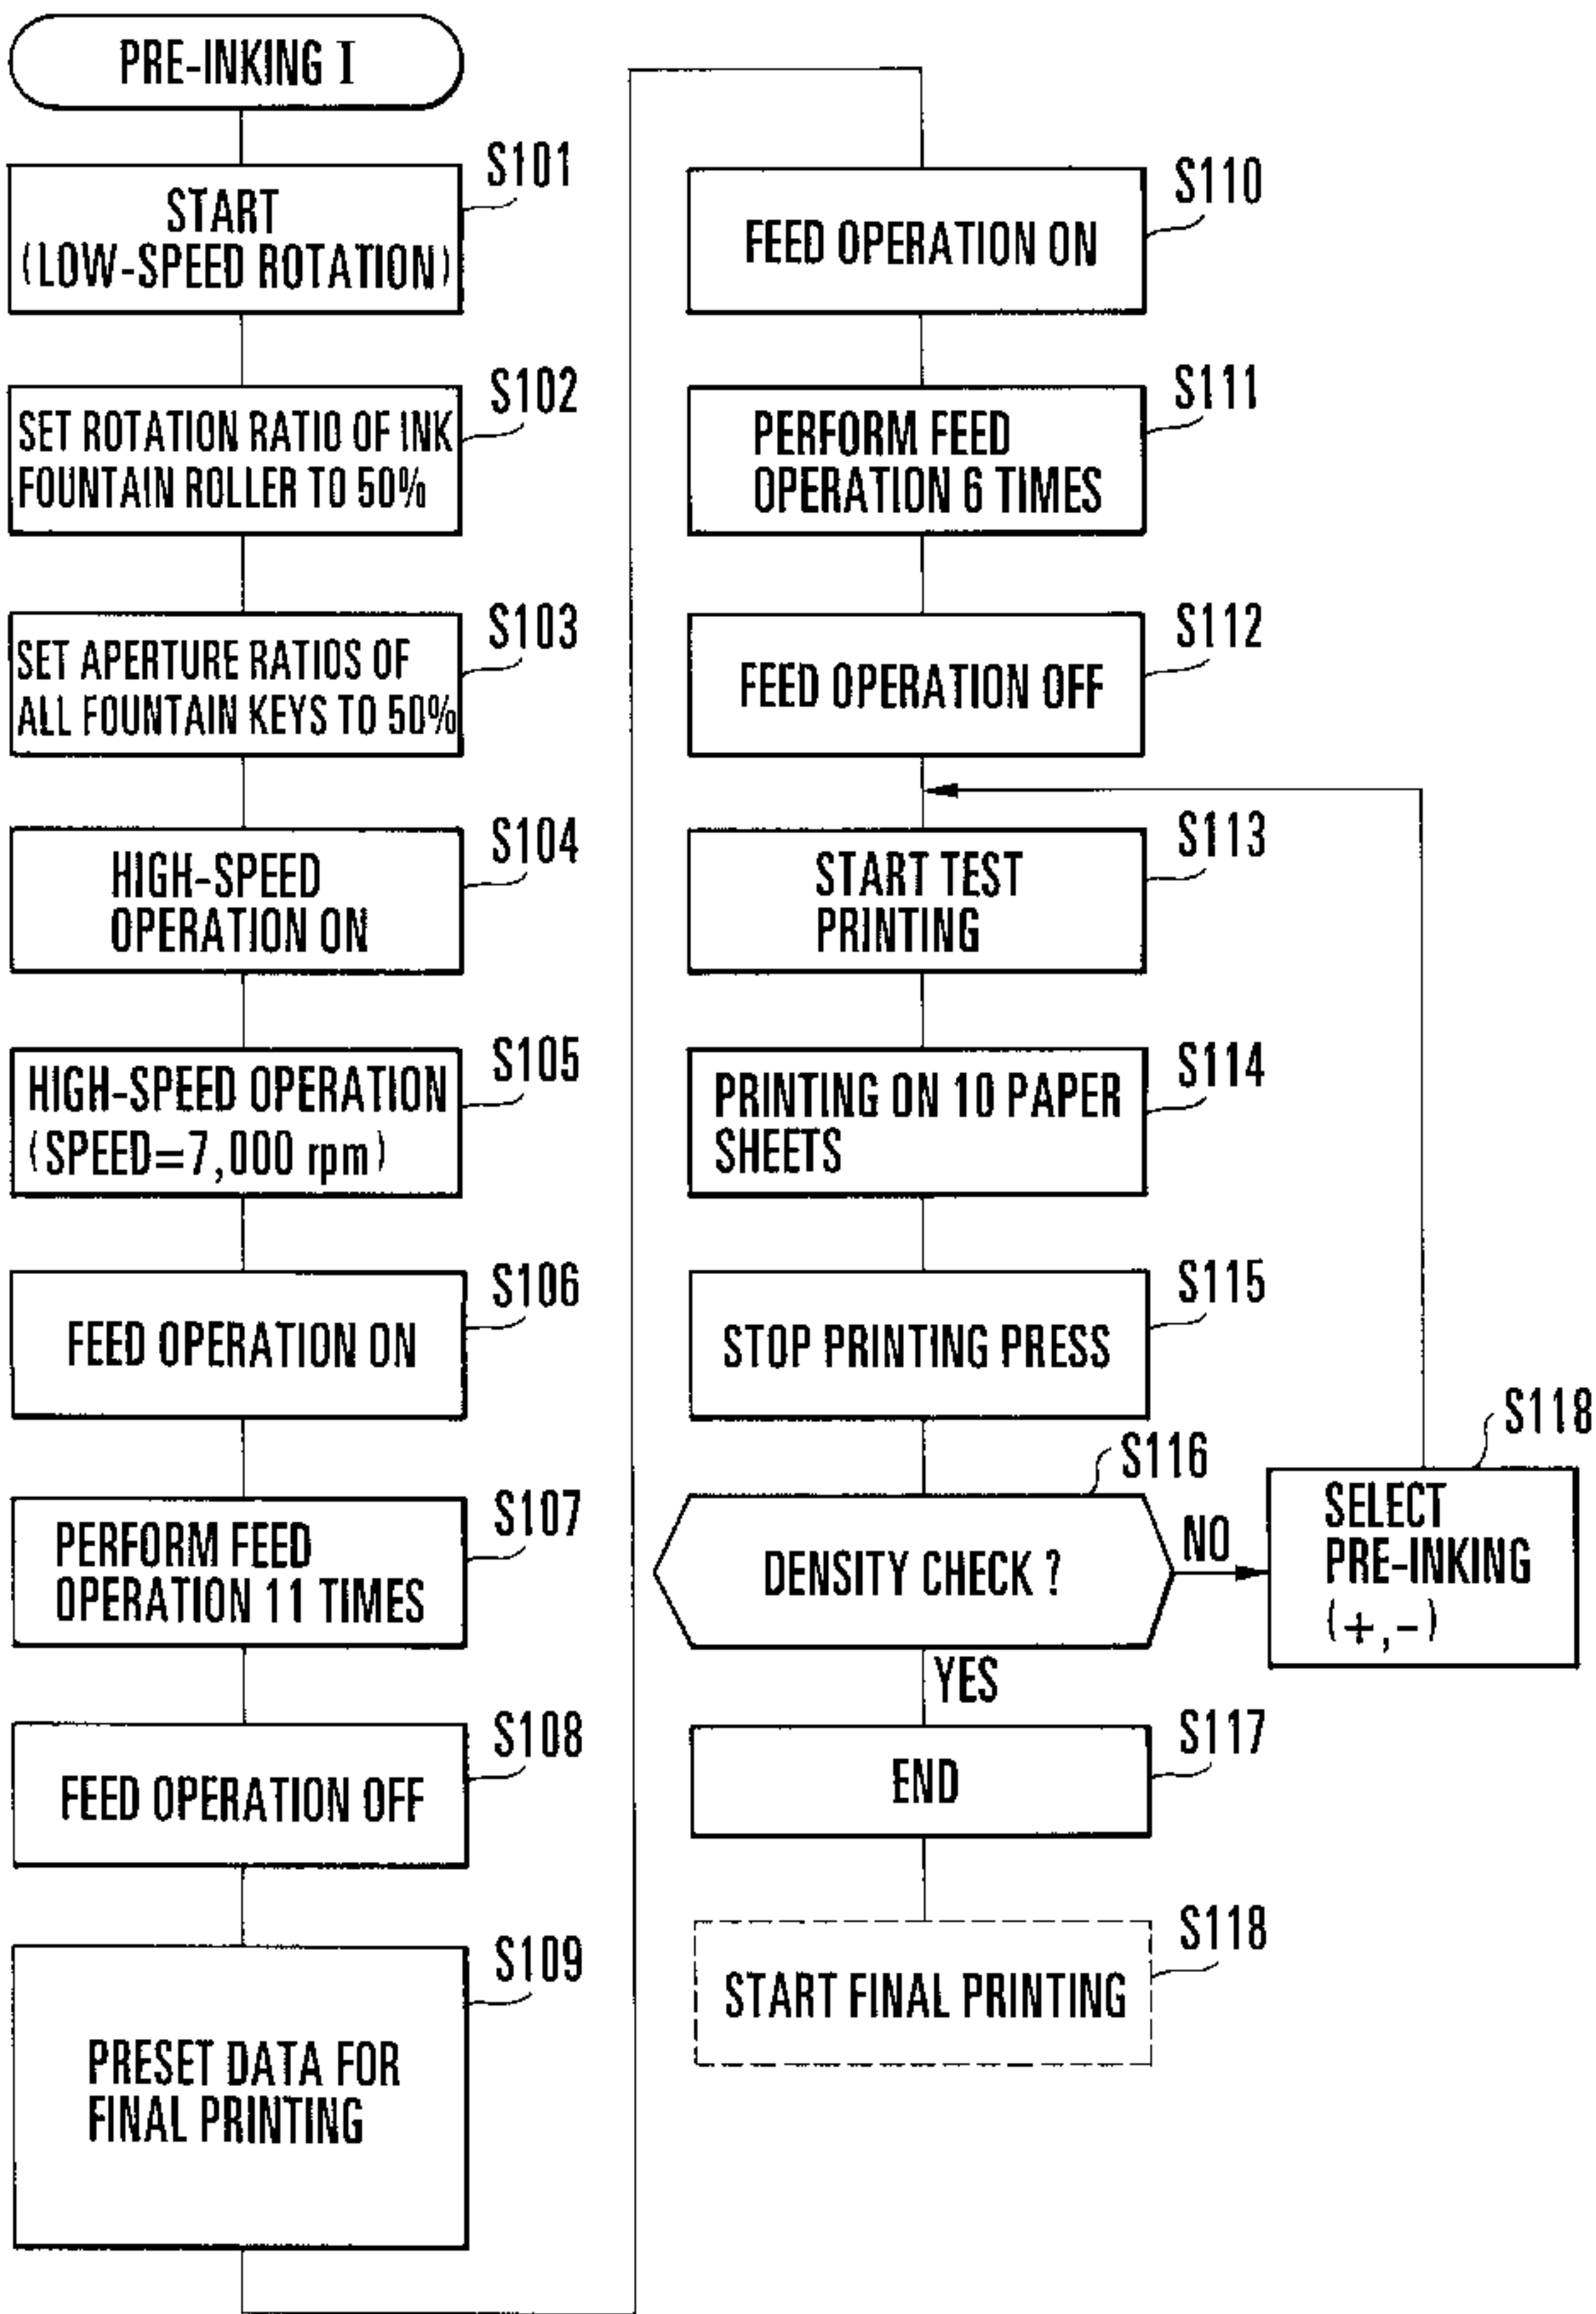 PRE-INKING I
S101
START
(LOW-SPEED ROTATION)
S102
SET ROTATION RATIO OF INK
FOUNTAIN ROLLER TO 50%
S103
SET APERTURE RATIOS OF
ALL FOUNTAIN KEYS TO 50%
S104
HIGH-SPEED
OPERATION ON
S105
HIGH-SPEED OPERATION
(SPEED=7,000 rpm)
S106
FEED OPERATION ON
S107
PERFORM FEED
OPERATION 11 TIMES
S108
FEED OPERATION OFF
S109
PRESET DATA FOR
FINAL PRINTING
S110
FEED OPERATION ON
S111
PERFORM FEED
OPERATION 6 TIMES
S112
FEED OPERATION OFF
S113
START TEST
PRINTING
S114
PRINTING ON 10 PAPER
SHEETS
S115
STOP PRINTING PRESS
S116
DENSITY CHECK ?
NO
S118
SELECT
PRE-INKING
(+,-)
YES
S117
END
S118
START FINAL PRINTING